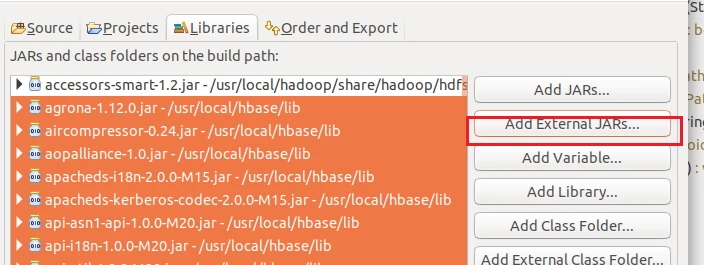 Source Projects Libraries Order and Export
JARs and class folders on the build path:
accessors-smart-1.2.jar - /usr/local/hadoop/share/hadoop/hdfs
agrona-1.12.0.jar - /usr/local/hbase/lib
aircompressor-0.24.jar - /usr/local/hbase/lib
aopalliance-1.0.jar - /usr/local/hbase/lib
apacheds-i18n-2.0.0-M15.jar - /usr/local/hbase/lib
apacheds-kerberos-codec-2.0.0-M15.jar - /usr/local/hbase/lib
api-asn1-api-1.0.0-M20.jar - /usr/local/hbase/lib
api-i18n-1.0.0-M20.jar - /usr/local/hbase/lib
Add JARs...
Add External JARs...
Add Variable...
Add Library...
Add Class Folder...
Add External Class Folder...